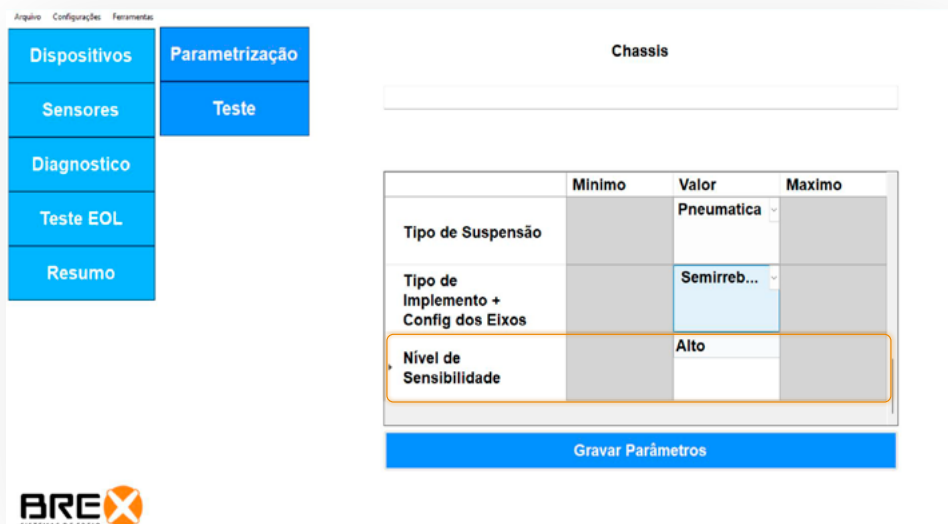 Arquivo Configurações Ferramentas
Dispositivos
Parametrização
Chassis
Sensores
Teste
Diagnostico
Teste EOL
Resumo
Minimo Valor Maximo
Tipo de Suspensão
Pneumatica
Tipo de
Implemento +
Config dos Eixos
Semirreb...
Nível de
Sensibilidade
Alto
Gravar Parâmetros
BREX